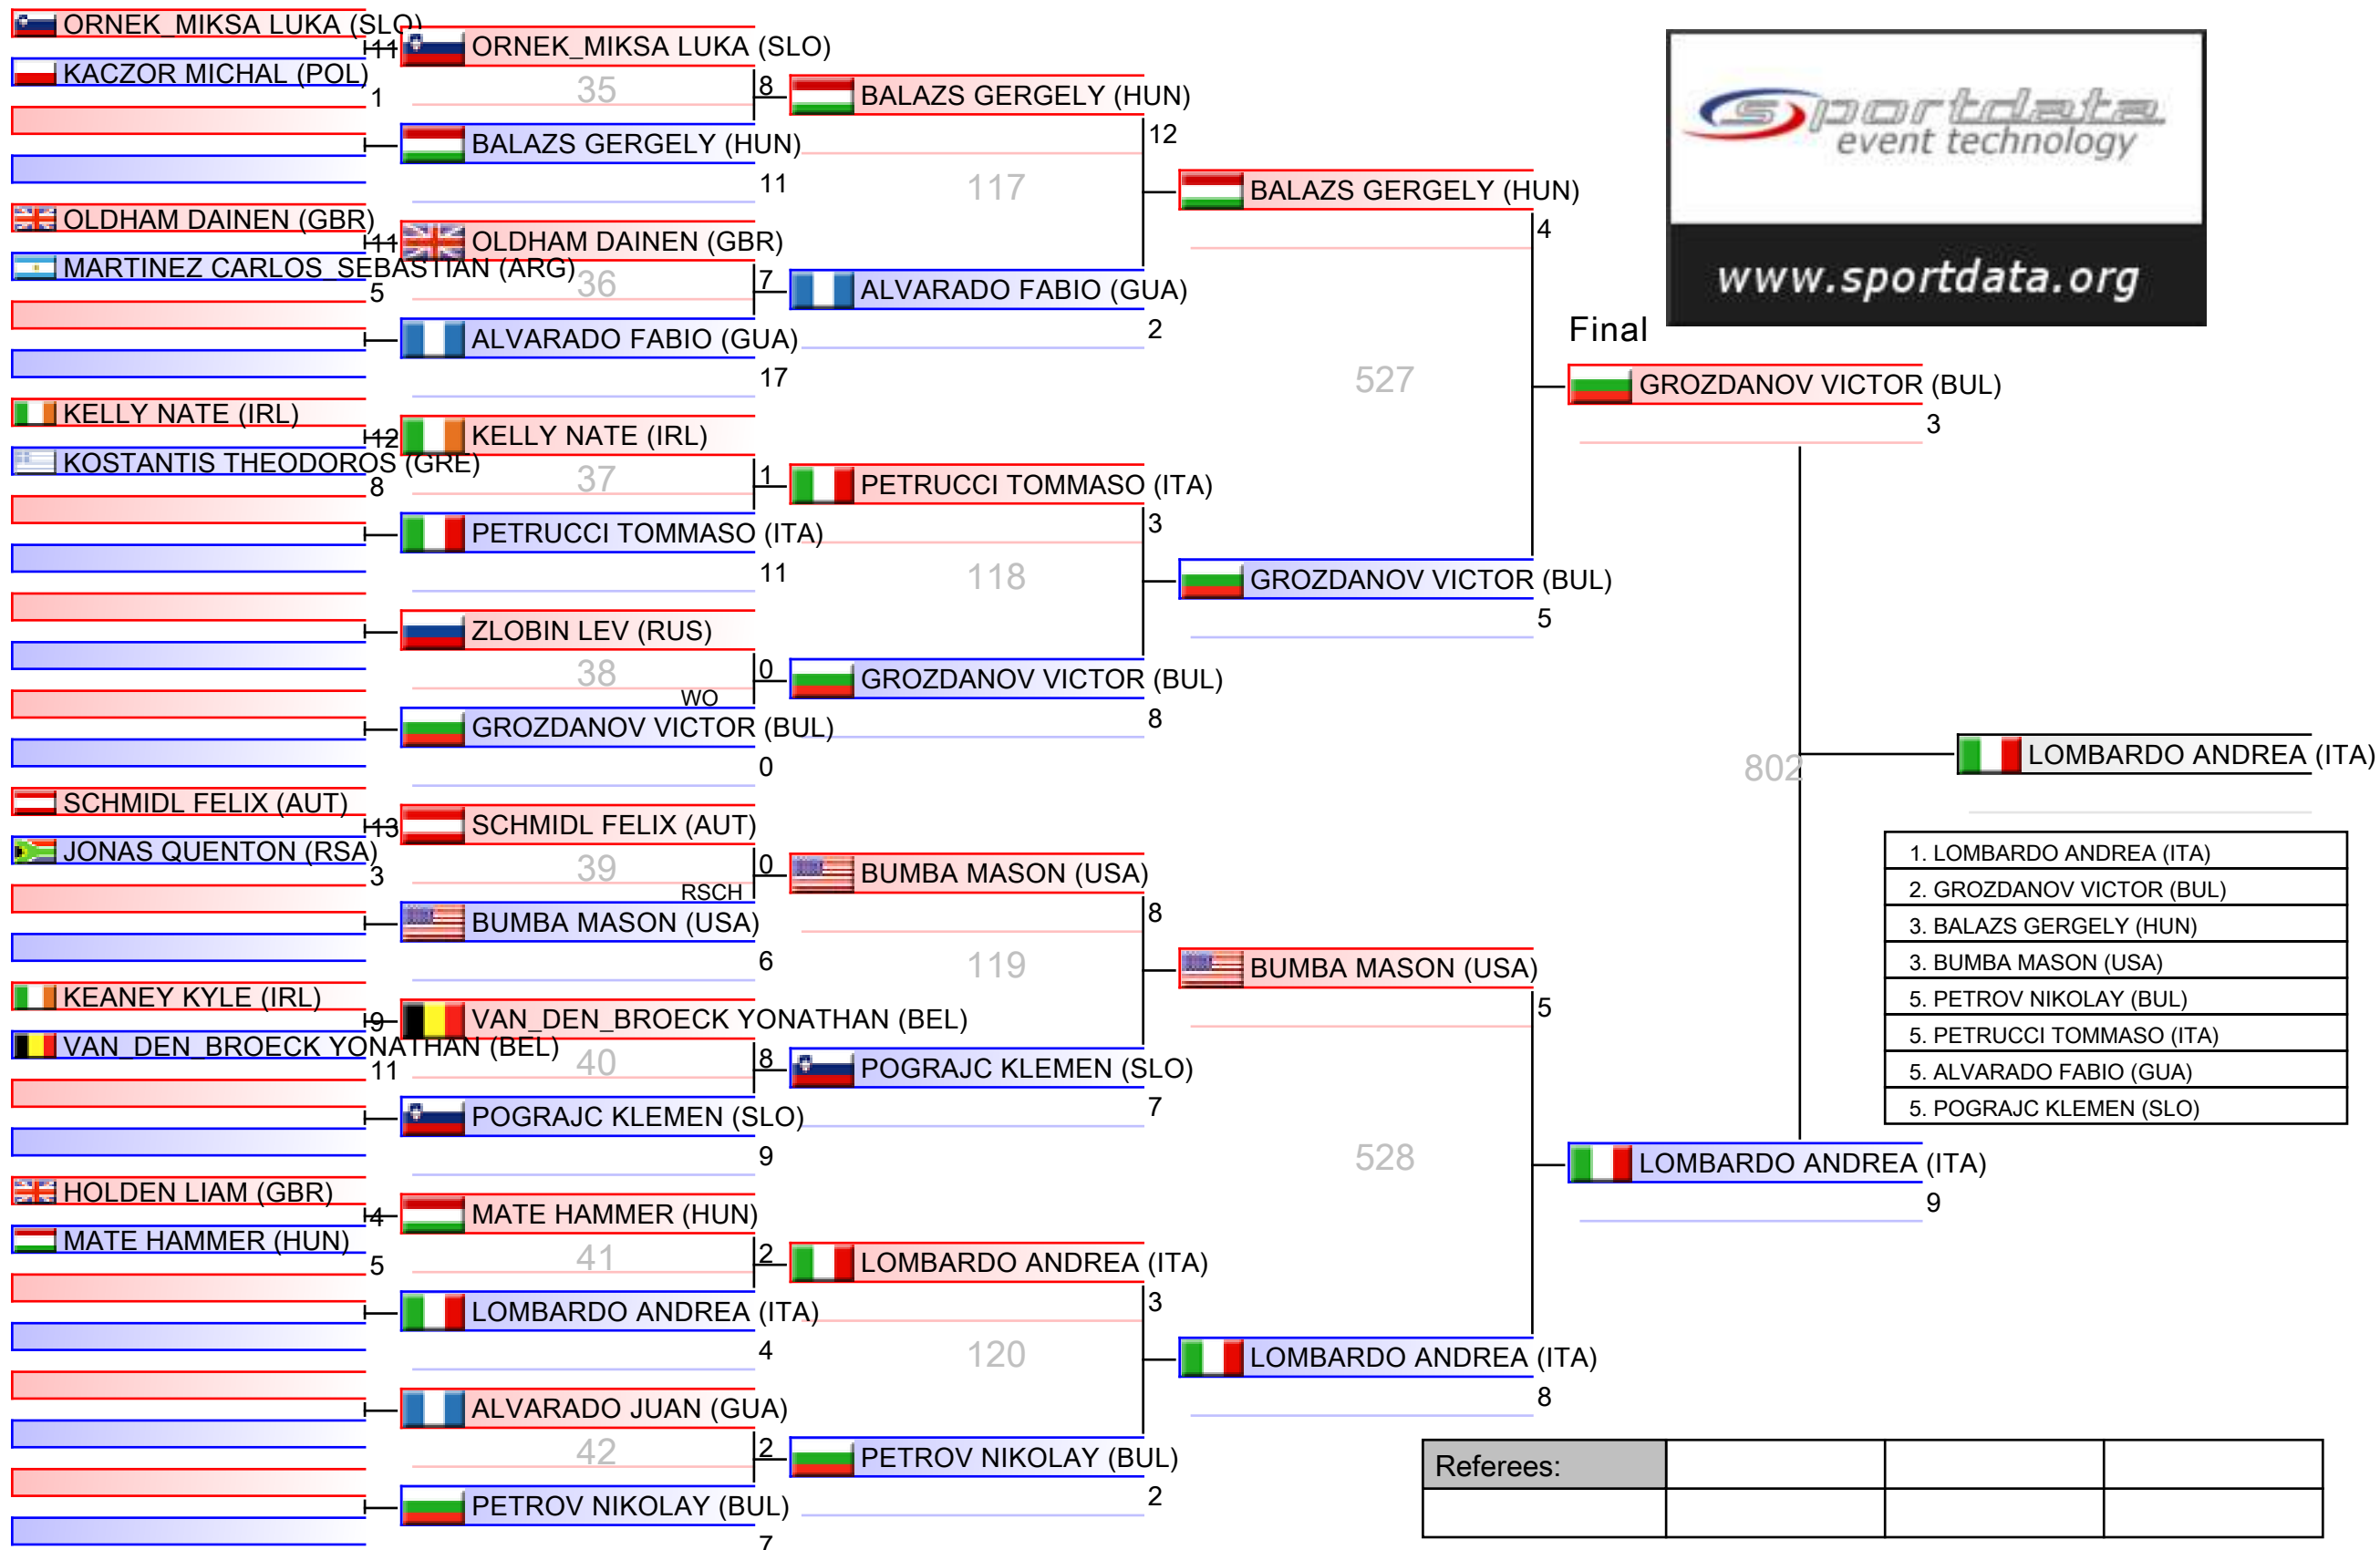 ORNEK_MIKSA LUKA (SLO)
11
KACZOR MICHAL (POL)
1
OLDHAM DAINEN (GBR)
11
MARTINEZ CARLOS_SEBASTIAN (ARG)
5
KELLY NATE (IRL)
12
KOSTANTIS THEODOROS (GRE)
8
SCHMIDL FELIX (AUT)
13
JONAS QUENTON (RSA)
3
KEANEY KYLE (IRL)
9
VAN_DEN_BROECK YONATHAN (BEL)
11
HOLDEN LIAM (GBR)
4
MATE HAMMER (HUN)
5
ORNEK_MIKSA LUKA (SLO)
8
35
BALAZS GERGELY (HUN)
11
OLDHAM DAINEN (GBR)
7
36
ALVARADO FABIO (GUA)
17
KELLY NATE (IRL)
1
37
PETRUCCI TOMMASO (ITA)
11
ZLOBIN LEV (RUS)
0
38
WO
GROZDANOV VICTOR (BUL)
0
SCHMIDL FELIX (AUT)
0
39
RSCH
BUMBA MASON (USA)
6
VAN_DEN_BROECK YONATHAN (BEL)
8
40
POGRAJC KLEMEN (SLO)
9
MATE HAMMER (HUN)
2
41
LOMBARDO ANDREA (ITA)
4
ALVARADO JUAN (GUA)
2
42
PETROV NIKOLAY (BUL)
7
BALAZS GERGELY (HUN)
12
117
ALVARADO FABIO (GUA)
2
PETRUCCI TOMMASO (ITA)
3
118
GROZDANOV VICTOR (BUL)
8
BUMBA MASON (USA)
8
119
POGRAJC KLEMEN (SLO)
7
LOMBARDO ANDREA (ITA)
3
120
PETROV NIKOLAY (BUL)
2
BALAZS GERGELY (HUN)
4
527
GROZDANOV VICTOR (BUL)
5
BUMBA MASON (USA)
5
528
LOMBARDO ANDREA (ITA)
8
sportdata
event technology
www.sportdata.org
Final
GROZDANOV VICTOR (BUL)
3
802
LOMBARDO ANDREA (ITA)
9
LOMBARDO ANDREA (ITA)
1. LOMBARDO ANDREA (ITA)
2. GROZDANOV VICTOR (BUL)
3. BALAZS GERGELY (HUN)
3. BUMBA MASON (USA)
5. PETROV NIKOLAY (BUL)
5. PETRUCCI TOMMASO (ITA)
5. ALVARADO FABIO (GUA)
5. POGRAJC KLEMEN (SLO)
Referees: